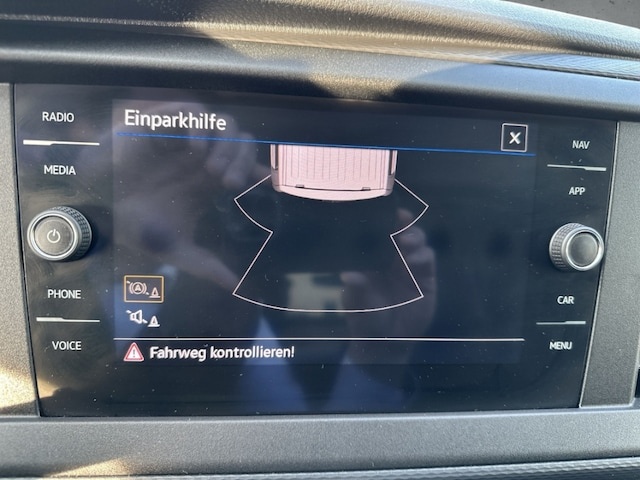 Einparkhilfe
X
RADIO
MEDIA
PHONE
VOICE
NAV
APP
CAR
MENU
A
Fahrweg kontrollieren!